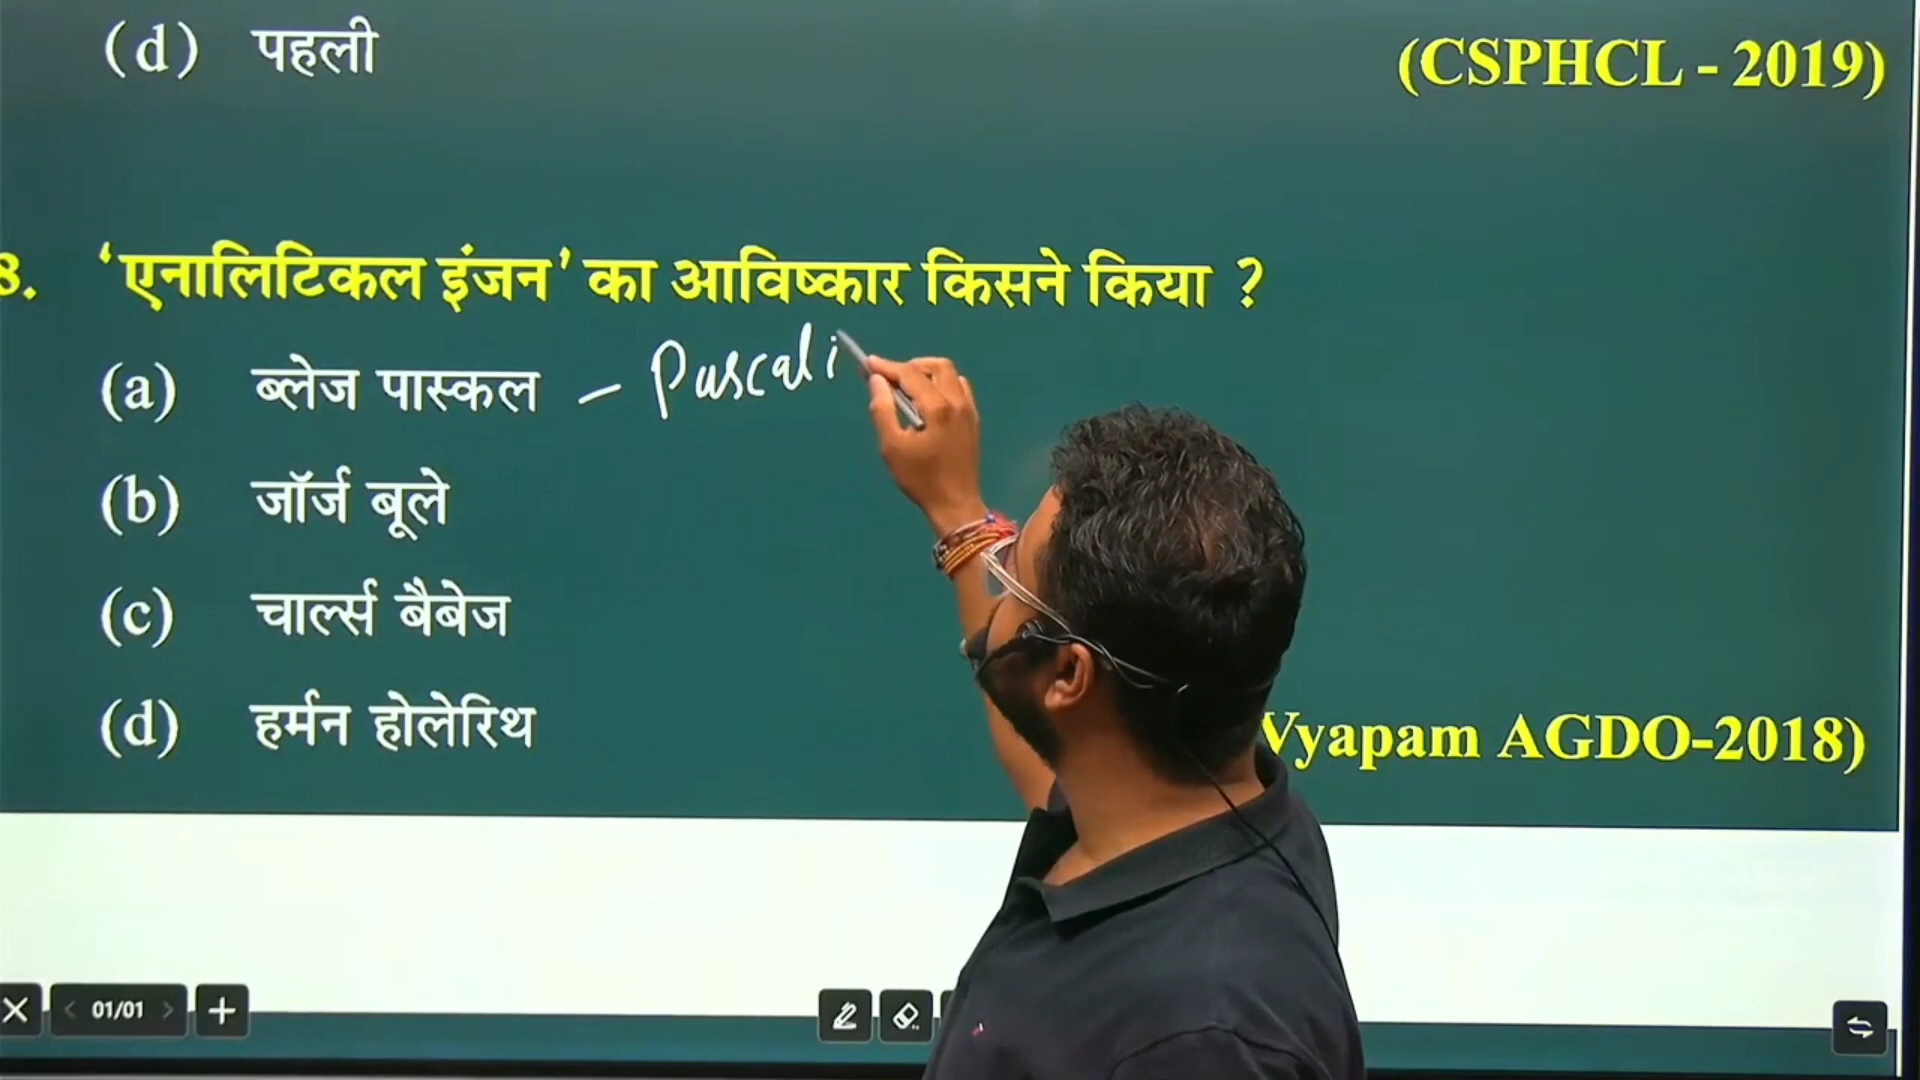 (d) पहली
(CSPHCL - 2019)
8. ‘एनालिटिकल इंजन’ का आविष्कार किसने किया ?
(a) ब्लेज पास्कल – Pascali
(b) जॉर्ज बूले
(c) चार्ल्स बैबेज
(d) हर्मन होलेरिथ
Vyapam AGDO-2018)
01/01